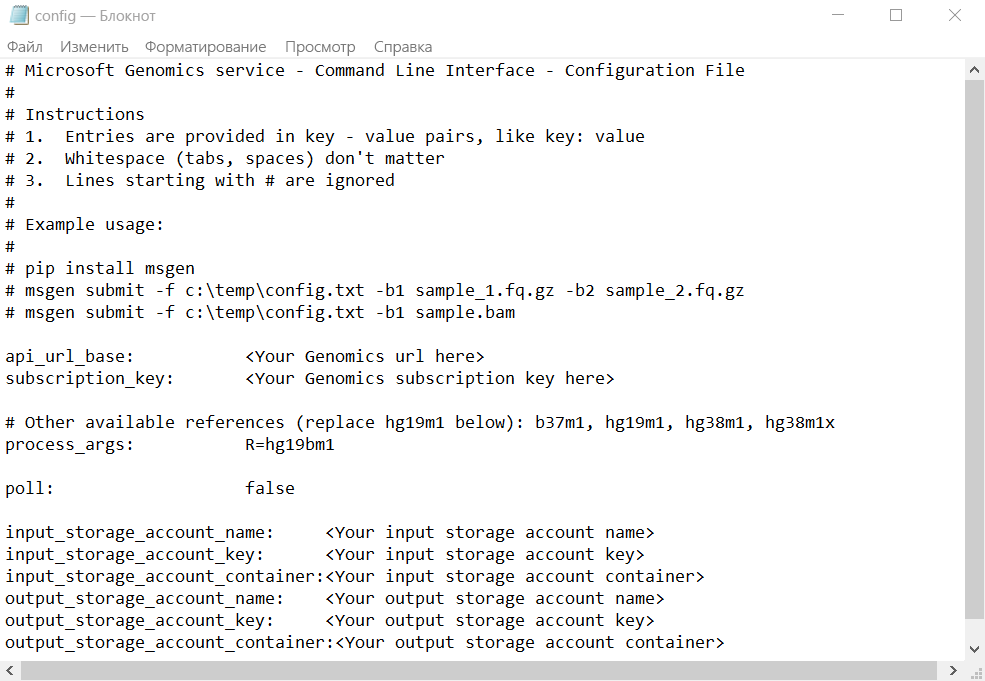 config — Блокнот
Файл Изменить Форматирование Просмотр Справка
# Microsoft Genomics service - Command Line Interface - Configuration File
#
# Instructions
# 1.  Entries are provided in key - value pairs, like key: value
# 2.  Whitespace (tabs, spaces) don't matter
# 3.  Lines starting with # are ignored
#
# Example usage:
#
# pip install msgen
# msgen submit -f c:\temp\config.txt -b1 sample_1.fq.gz -b2 sample_2.fq.gz
# msgen submit -f c:\temp\config.txt -b1 sample.bam
api_url_base:           <Your Genomics url here>
subscription_key:       <Your Genomics subscription key here>
# Other available references (replace hg19m1 below): b37m1, hg19m1, hg38m1, hg38m1x
process_args:           R=hg19bm1
poll:                   false
input_storage_account_name:     <Your input storage account name>
input_storage_account_key:      <Your input storage account key>
input_storage_account_container:<Your input storage account container>
output_storage_account_name:    <Your output storage account name>
output_storage_account_key:     <Your output storage account key>
output_storage_account_container:<Your output storage account container>